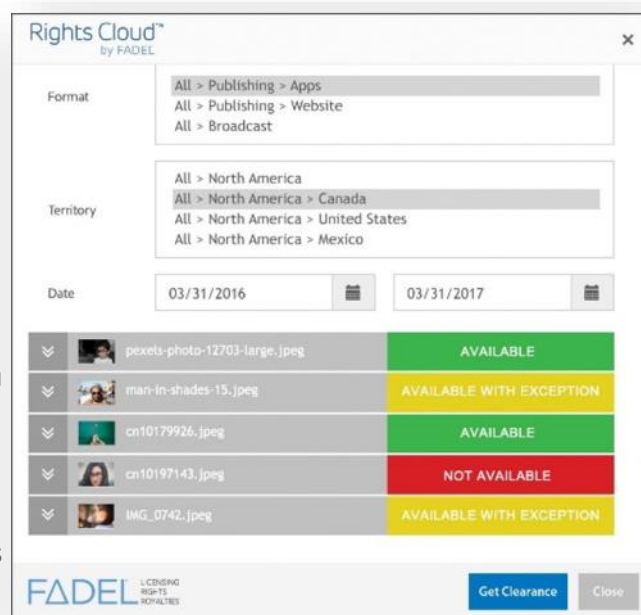 Rights Cloud™
by FADEL
×
Format
All > Publishing > Apps
All > Publishing > Website
All > Broadcast
Territory
All > North America
All > North America > Canada
All > North America > United States
All > North America > Mexico
Date
03/31/2016
03/31/2017
pexels-photo-12703-large.jpeg AVAILABLE
man-in-shades-15.jpeg AVAILABLE WITH EXCEPTION
cn10179926.jpeg AVAILABLE
cn10197143.jpeg NOT AVAILABLE
IMG_0742.jpeg AVAILABLE WITH EXCEPTION
FADEL
LICENSING
RIGHTS
ROYALTIES
Get Clearance
Close